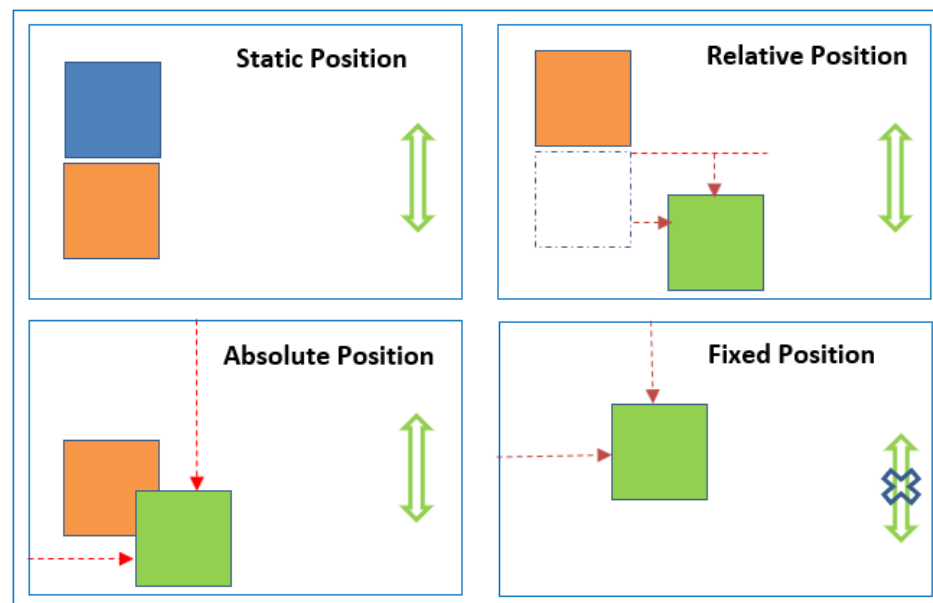 Static Position
Relative Position
Absolute Position
Fixed Position